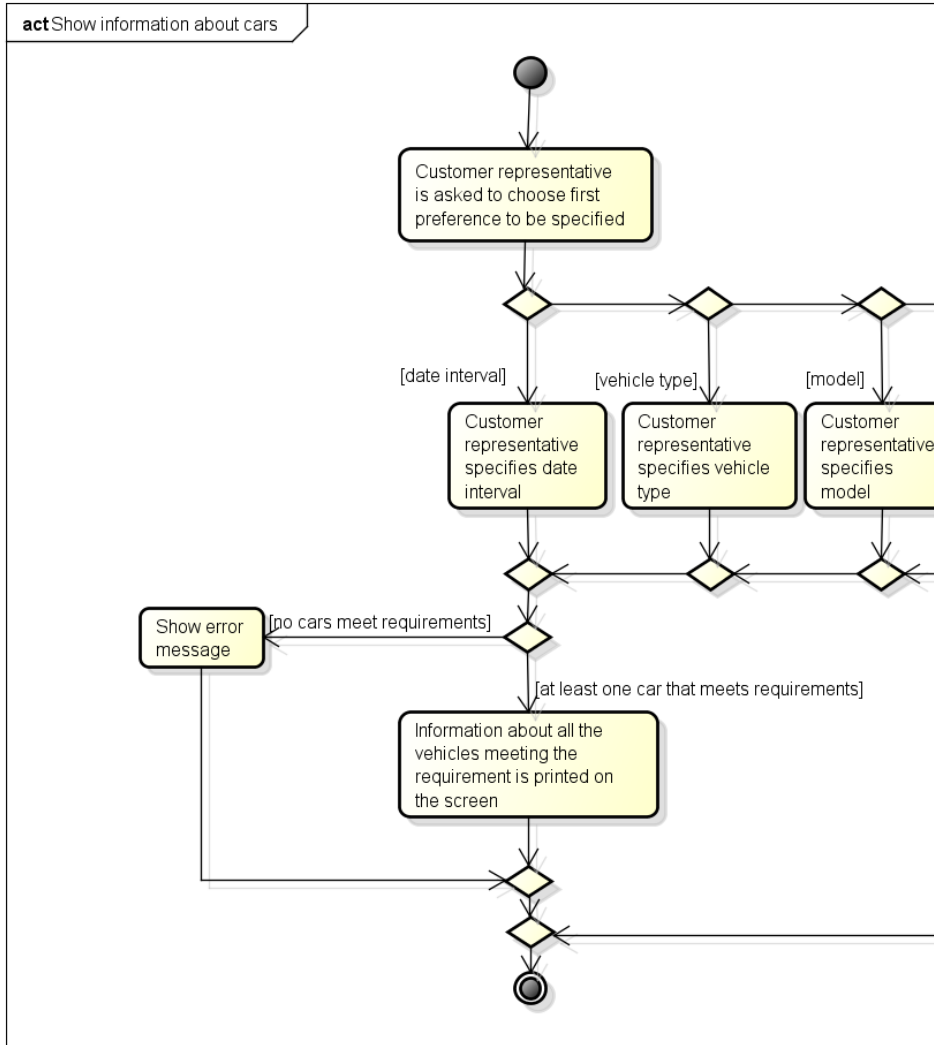 act Show information about cars
Customer representative
is asked to choose first
preference to be specified
[date interval]
[vehicle type]
[model]
Customer
representative
specifies date
interval
Customer
representative
specifies vehicle
type
Customer
representative
specifies
model
Show error
message
[no cars meet requirements]
[at least one car that meets requirements]
Information about all the
vehicles meeting the
requirement is printed on
the screen